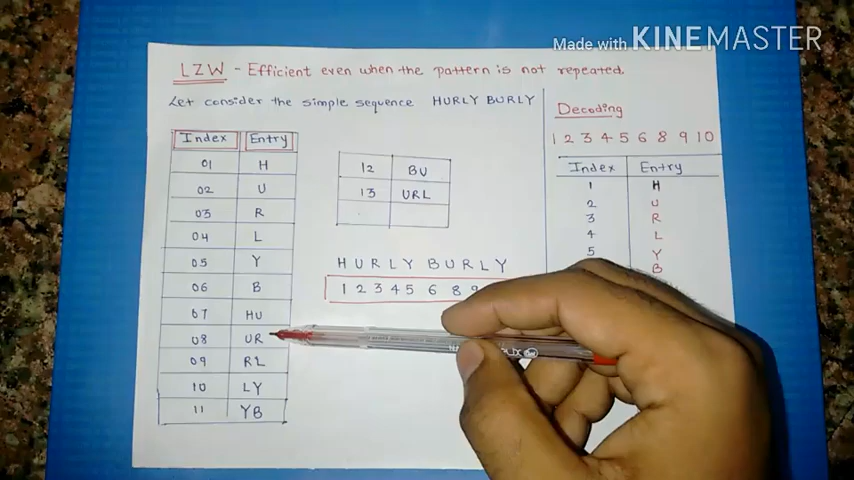 Made with KINEMASTER
LZW - Efficient even when the pattern is not repeated.
Let consider the simple sequence HURLY BURLY
Index Entry
01 H
02 U
03 R
04 L
05 Y
06 B
07 HU
08 UR
09 RL
10 LY
11 YB
12 BU
13 URL
HURLY BURLY
1 2 3 4 5 6 8 9
Decoding
1 2 3 4 5 6 8 9 10
Index Entry
1 H
2 U
3 R
4 L
5 Y
B